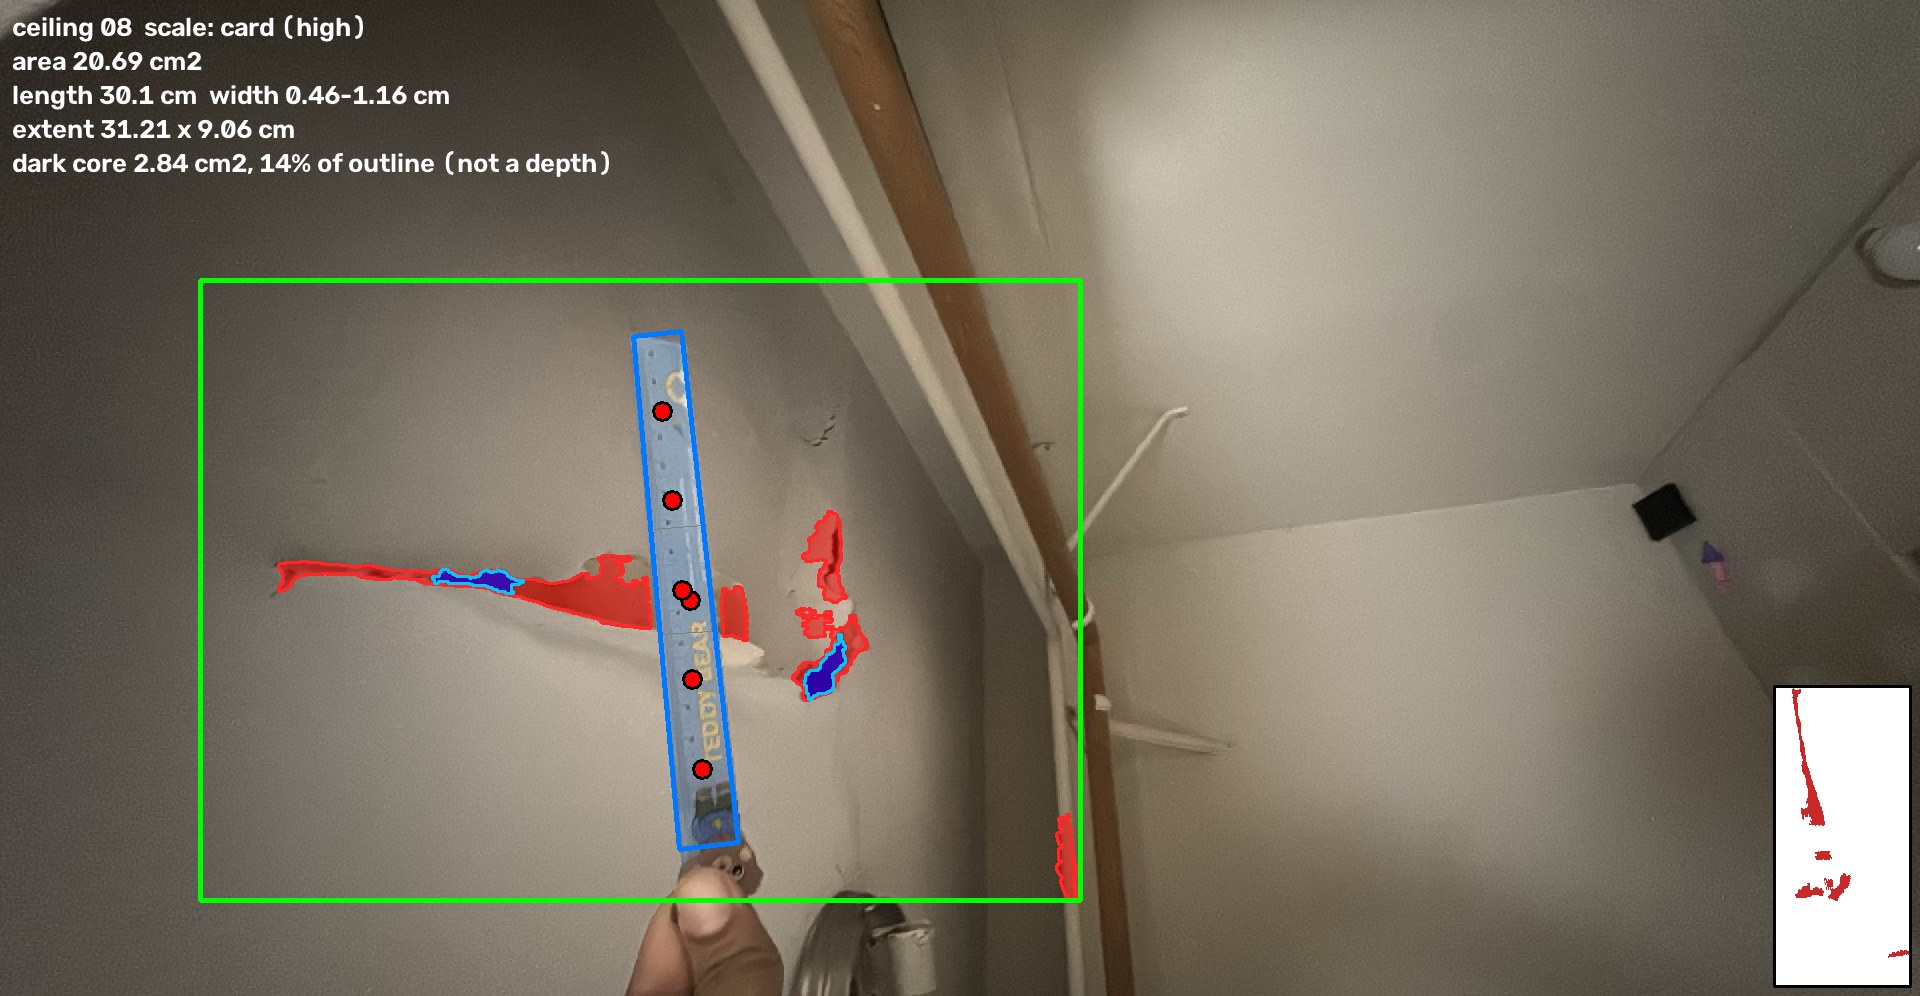 ceiling 08 scale: card (high)
area 20.69 cm2
length 30.1 cm width 0.46-1.16 cm
extent 31.21 x 9.06 cm
dark core 2.84 cm2, 14% of outline (not a depth)
TEDDY BEAR